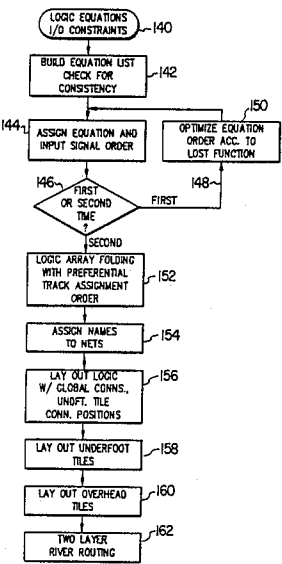 LOGIC EQUATIONS
I/O CONSTRAINTS
140
BUILD EQUATION LIST
CHECK FOR
CONSISTENCY
142
144
ASSIGN EQUATION AND
INPUT SIGNAL ORDER
150
OPTIMIZE EQUATION
ORDER ACC. TO
LOST FUNCTION
146
FIRST
OR SECOND
TIME
?
FIRST
148
SECOND
LOGIC ARRAY FOLDING
WITH PREFERENTIAL
TRACK ASSIGNMENT
ORDER
152
ASSIGN NAMES
TO NETS
154
LAY OUT LOGIC
W/ GLOBAL CONNS.,
UNOFT. TILE
CONN. POSITIONS
156
LAY OUT UNDERFOOT
TILES
158
LAY OUT OVERHEAD
TILES
160
TWO LAYER
RIVER ROUTING
162